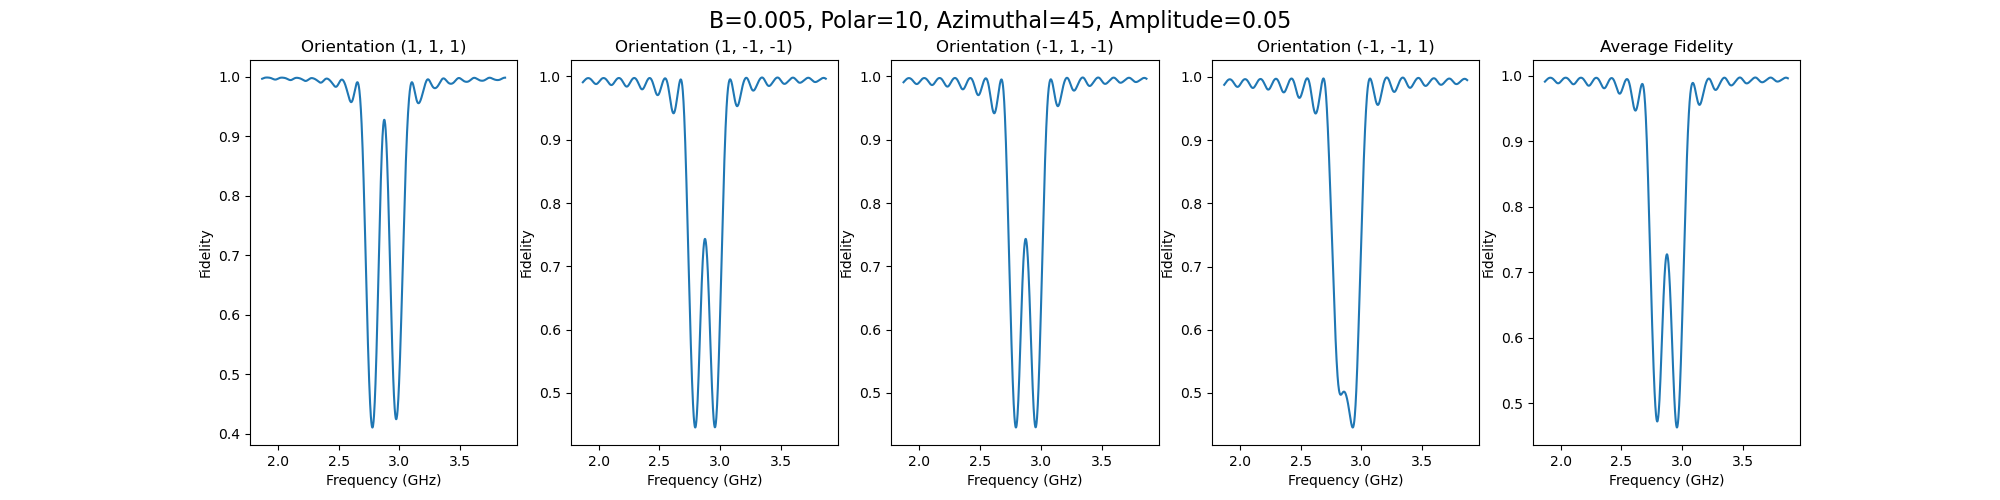 B=0.005, Polar=10, Azimuthal=45, Amplitude=0.05
Orientation (1, 1, 1)
1.0
0.9
0.8
0.7
0.6
0.5
0.4
Fidelity
2.0 2.5 3.0 3.5
Frequency (GHz)
Orientation (1, -1, -1)
1.0
0.9
0.8
0.7
0.6
0.5
Fidelity
2.0 2.5 3.0 3.5
Frequency (GHz)
Orientation (-1, 1, -1)
1.0
0.9
0.8
0.7
0.6
0.5
Fidelity
2.0 2.5 3.0 3.5
Frequency (GHz)
Orientation (-1, -1, 1)
1.0
0.9
0.8
0.7
0.6
0.5
Fidelity
2.0 2.5 3.0 3.5
Frequency (GHz)
Average Fidelity
1.0
0.9
0.8
0.7
0.6
0.5
Fidelity
2.0 2.5 3.0 3.5
Frequency (GHz)